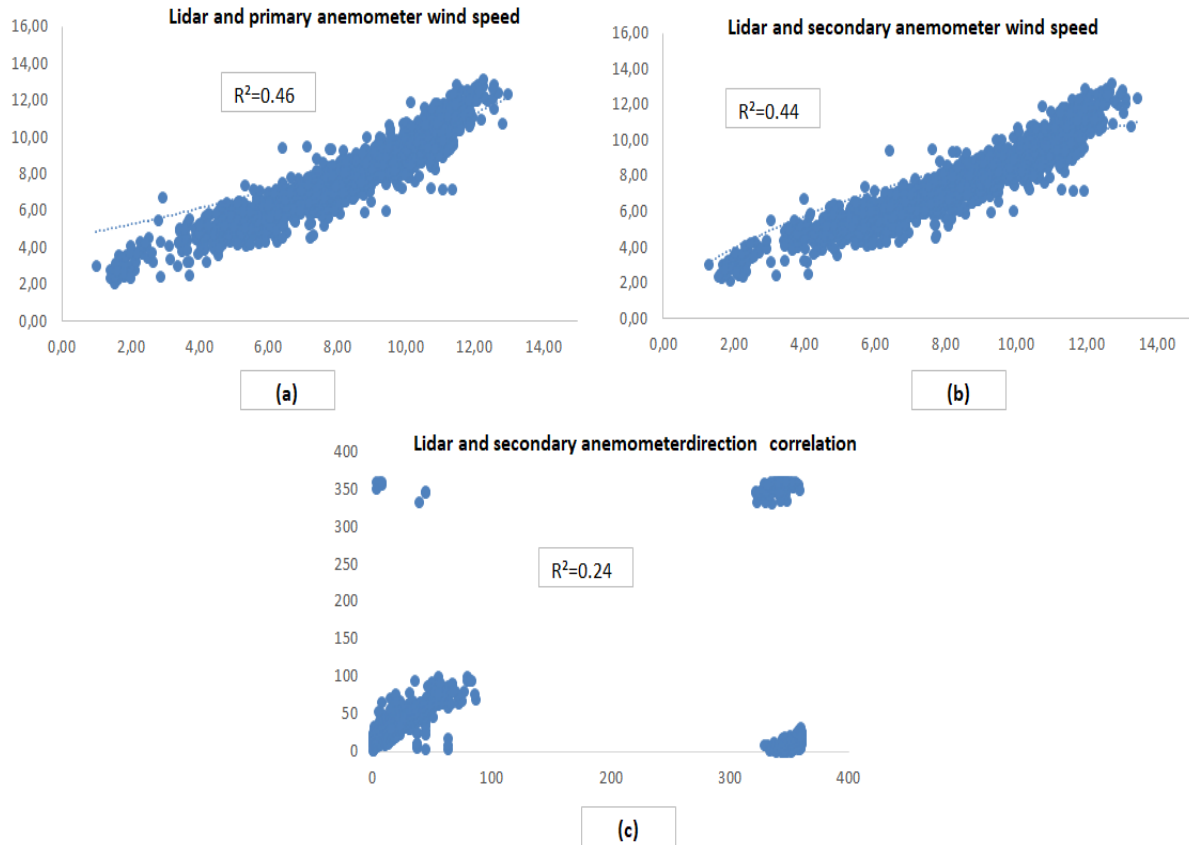 Lidar and primary anemometer wind speed
16,00
14,00
12,00
10,00
8,00
6,00
4,00
2,00
0,00
R²=0.46
0,00 2,00 4,00 6,00 8,00 10,00 12,00 14,00
(a)
Lidar and secondary anemometer wind speed
16,00
14,00
12,00
10,00
8,00
6,00
4,00
2,00
0,00
R²=0.44
0,00 2,00 4,00 6,00 8,00 10,00 12,00 14,00
(b)
Lidar and secondary anemometerdirection correlation
400
350
300
250
200
150
100
50
0
R²=0.24
0 100 200 300 400
(c)